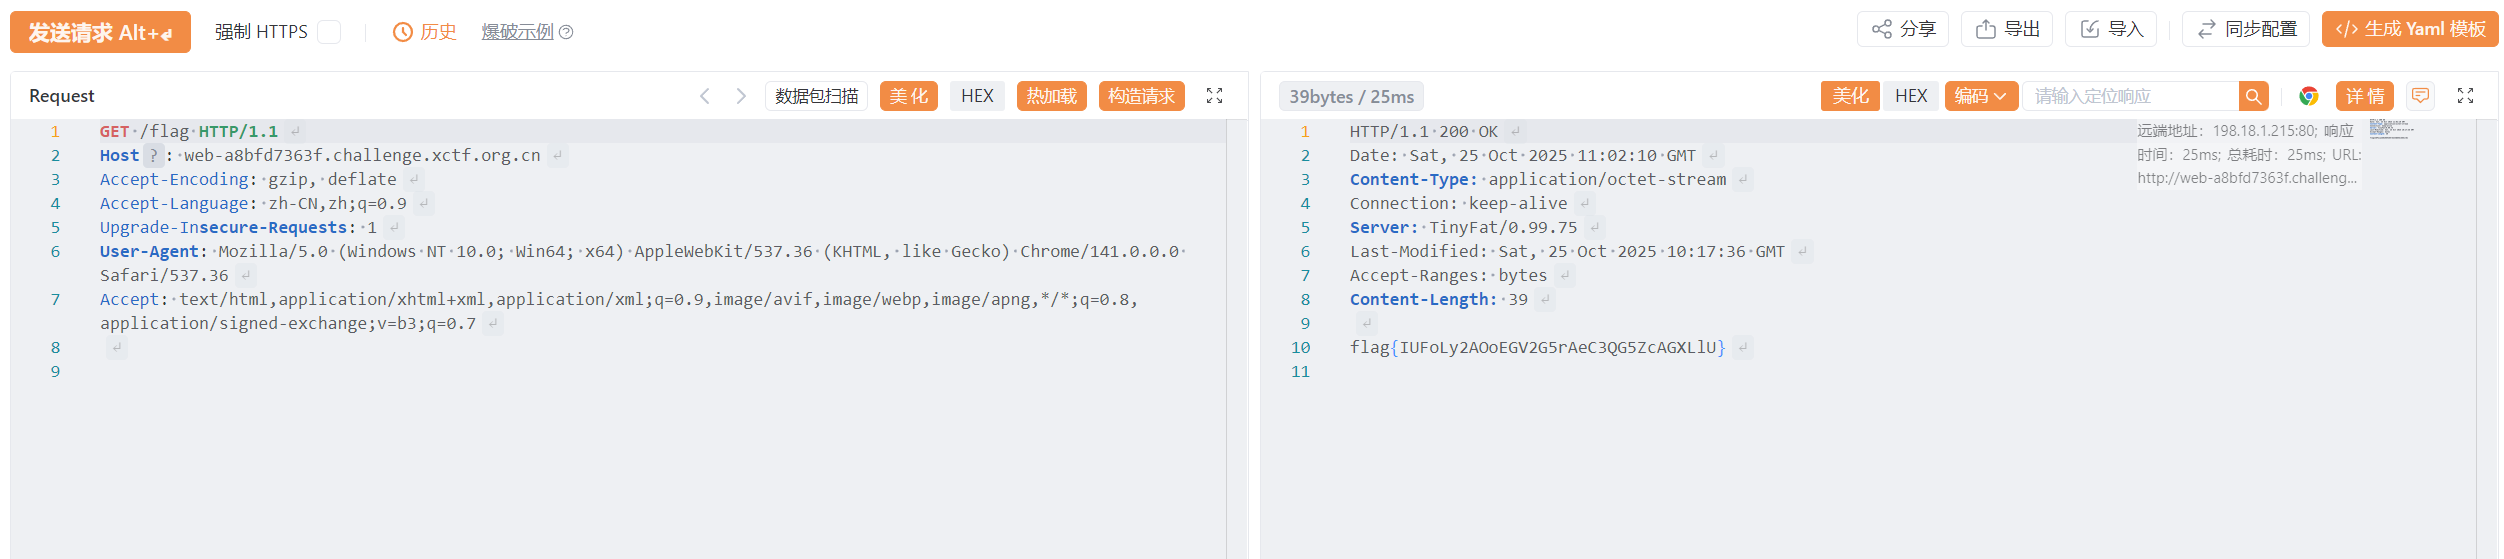 发送请求 Alt+↲ 强制 HTTPS 历史 爆破示例 分享 导出 导入 同步配置 </> 生成 Yaml 模板
Request 数据包扫描 美化 HEX 热加载 构造请求
1 GET /flag HTTP/1.1
2 Host ? : web-a8bfd7363f.challenge.xctf.org.cn
3 Accept-Encoding: gzip, deflate
4 Accept-Language: zh-CN,zh;q=0.9
5 Upgrade-Insecure-Requests: 1
6 User-Agent: Mozilla/5.0 (Windows NT 10.0; Win64; x64) AppleWebKit/537.36 (KHTML, like Gecko) Chrome/141.0.0.0
Safari/537.36
7 Accept: text/html,application/xhtml+xml,application/xml;q=0.9,image/avif,image/webp,image/apng,*/*;q=0.8,
application/signed-exchange;v=b3;q=0.7
8
9
39bytes / 25ms 美化 HEX 编码 请输入定位响应 详情
1 HTTP/1.1 200 OK
2 Date: Sat, 25 Oct 2025 11:02:10 GMT
3 Content-Type: application/octet-stream
4 Connection: keep-alive
5 Server: TinyFat/0.99.75
6 Last-Modified: Sat, 25 Oct 2025 10:17:36 GMT
7 Accept-Ranges: bytes
8 Content-Length: 39
9
10 flag{IUFoLy2AOoEGV2G5rAeC3QG5ZcAGXLlU}
11
远端地址: 198.18.1.215:80; 响应
时间: 25ms; 总耗时: 25ms; URL:
http://web-a8bfd7363f.challeng...